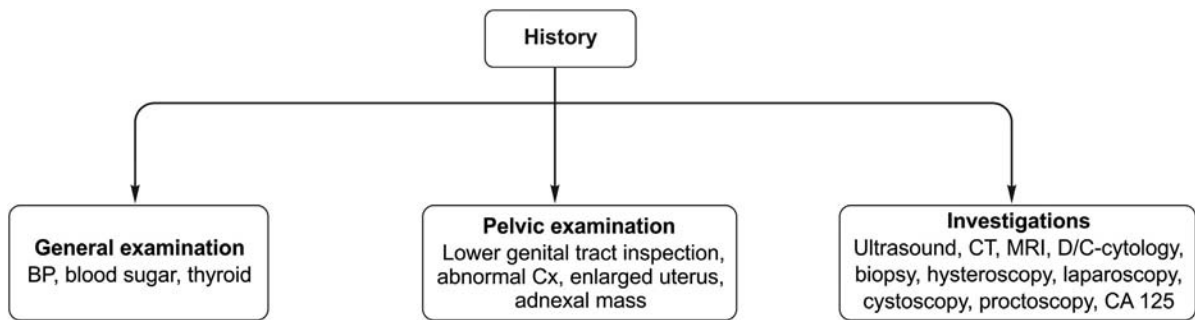 History
General examination
BP, blood sugar, thyroid
Pelvic examination
Lower genital tract inspection,
abnormal Cx, enlarged uterus,
adnexal mass
Investigations
Ultrasound, CT, MRI, D/C-cytology,
biopsy, hysteroscopy, laparoscopy,
cystoscopy, proctoscopy, CA 125